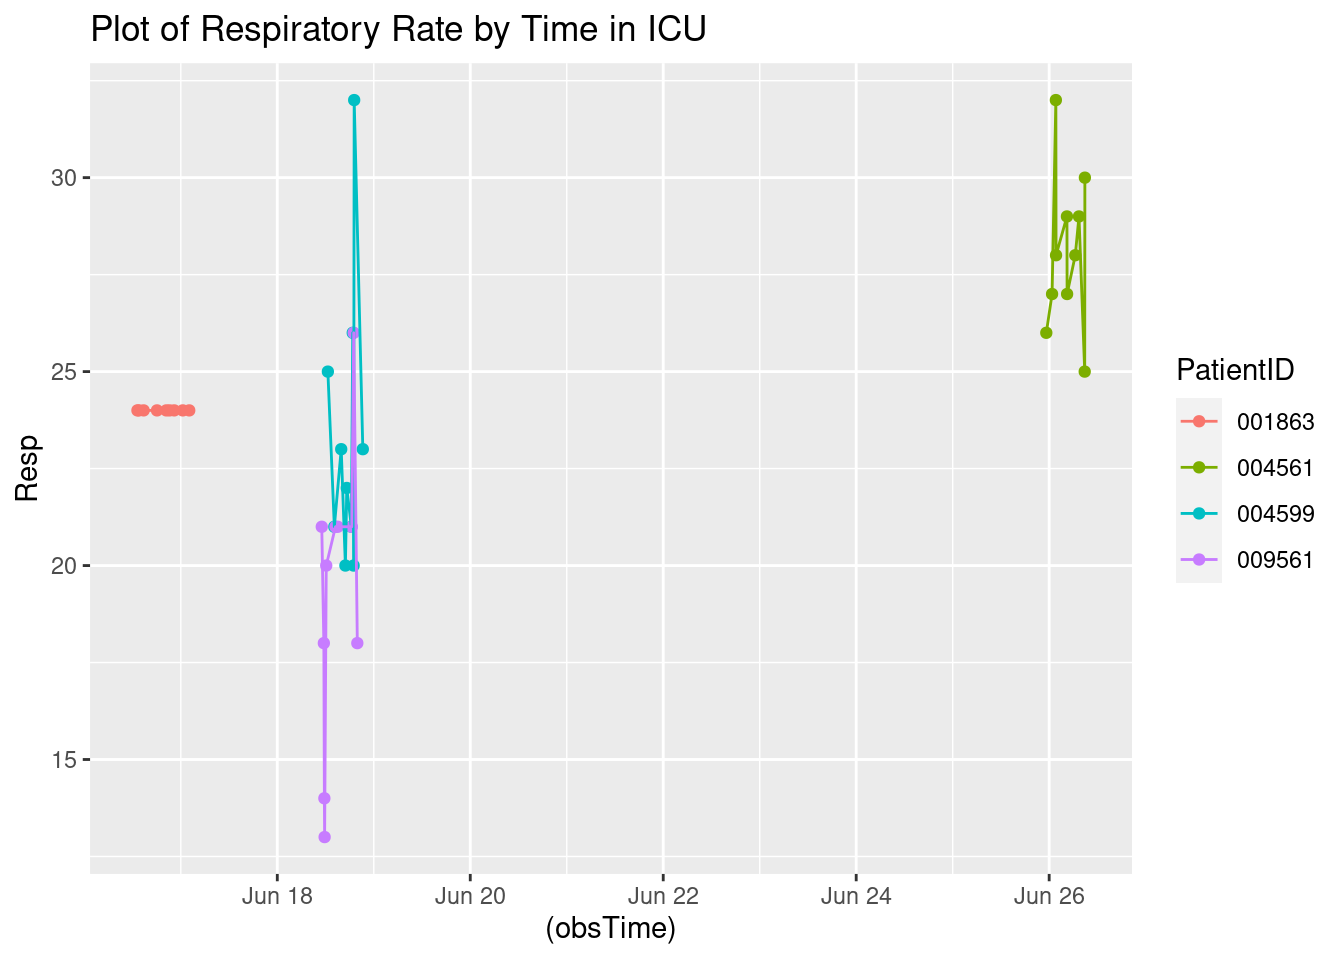 Plot of Respiratory Rate by Time in ICU
Resp
30
25
20
15
Jun 18 Jun 20 Jun 22 Jun 24 Jun 26
(obsTime)
PatientID
001863
004561
004599
009561